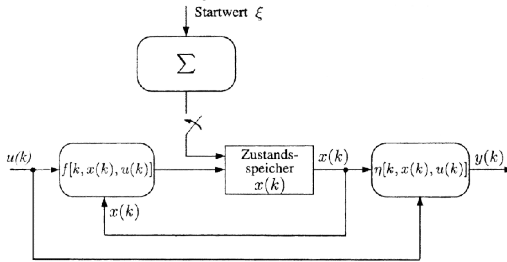 Startwert ξ
Σ
u(k)
f[k, x(k), u(k)]
Zustands-
speicher
x(k)
x(k)
η[k, x(k), u(k)]
y(k)
x(k)